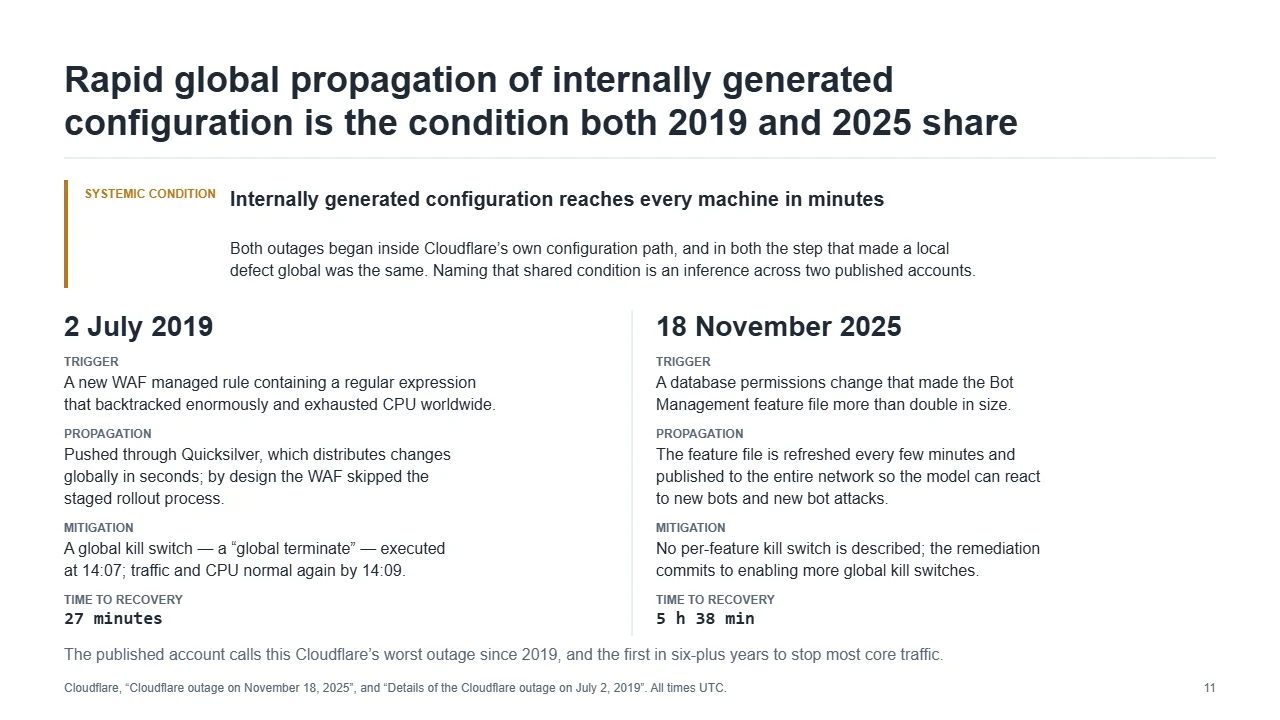 Rapid global propagation of internally generated
configuration is the condition both 2019 and 2025 share
SYSTEMIC CONDITION
Internally generated configuration reaches every machine in minutes
Both outages began inside Cloudflare’s own configuration path, and in both the step that made a local
defect global was the same. Naming that shared condition is an inference across two published accounts.
2 July 2019
TRIGGER
A new WAF managed rule containing a regular expression
that backtracked enormously and exhausted CPU worldwide.
PROPAGATION
Pushed through Quicksilver, which distributes changes
globally in seconds; by design the WAF skipped the
staged rollout process.
MITIGATION
A global kill switch — a “global terminate” — executed
at 14:07; traffic and CPU normal again by 14:09.
TIME TO RECOVERY
27 minutes
18 November 2025
TRIGGER
A database permissions change that made the Bot
Management feature file more than double in size.
PROPAGATION
The feature file is refreshed every few minutes and
published to the entire network so the model can react
to new bots and new bot attacks.
MITIGATION
No per-feature kill switch is described; the remediation
commits to enabling more global kill switches.
TIME TO RECOVERY
5 h 38 min
The published account calls this Cloudflare’s worst outage since 2019, and the first in six-plus years to stop most core traffic.
Cloudflare, “Cloudflare outage on November 18, 2025”, and “Details of the Cloudflare outage on July 2, 2019”. All times UTC.
11